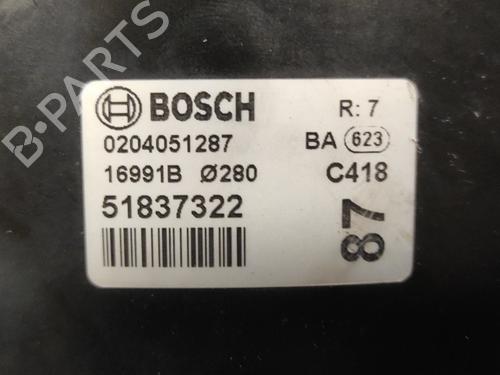 B-PARTS
BOSCH R: 7
0204051287 BA 623
16991B Ø280 C418
51837322
87